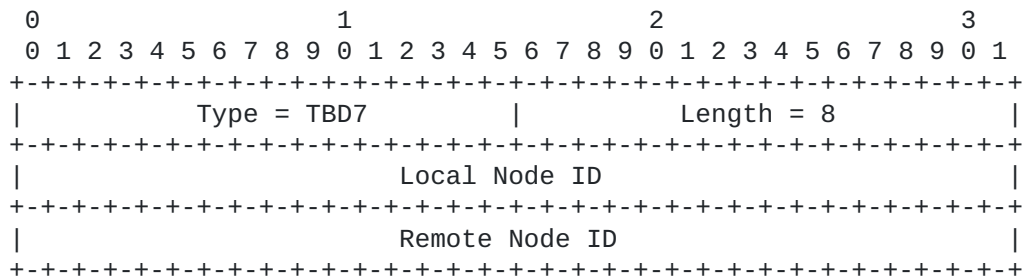 0                   1                   2                   3
 0 1 2 3 4 5 6 7 8 9 0 1 2 3 4 5 6 7 8 9 0 1 2 3 4 5 6 7 8 9 0 1
+-+-+-+-+-+-+-+-+-+-+-+-+-+-+-+-+-+-+-+-+-+-+-+-+-+-+-+-+-+-+-+-+
|           Type = TBD7         |          Length = 8           |
+-+-+-+-+-+-+-+-+-+-+-+-+-+-+-+-+-+-+-+-+-+-+-+-+-+-+-+-+-+-+-+-+
|                        Local Node ID                          |
+-+-+-+-+-+-+-+-+-+-+-+-+-+-+-+-+-+-+-+-+-+-+-+-+-+-+-+-+-+-+-+-+
|                        Remote Node ID                         |
+-+-+-+-+-+-+-+-+-+-+-+-+-+-+-+-+-+-+-+-+-+-+-+-+-+-+-+-+-+-+-+-+